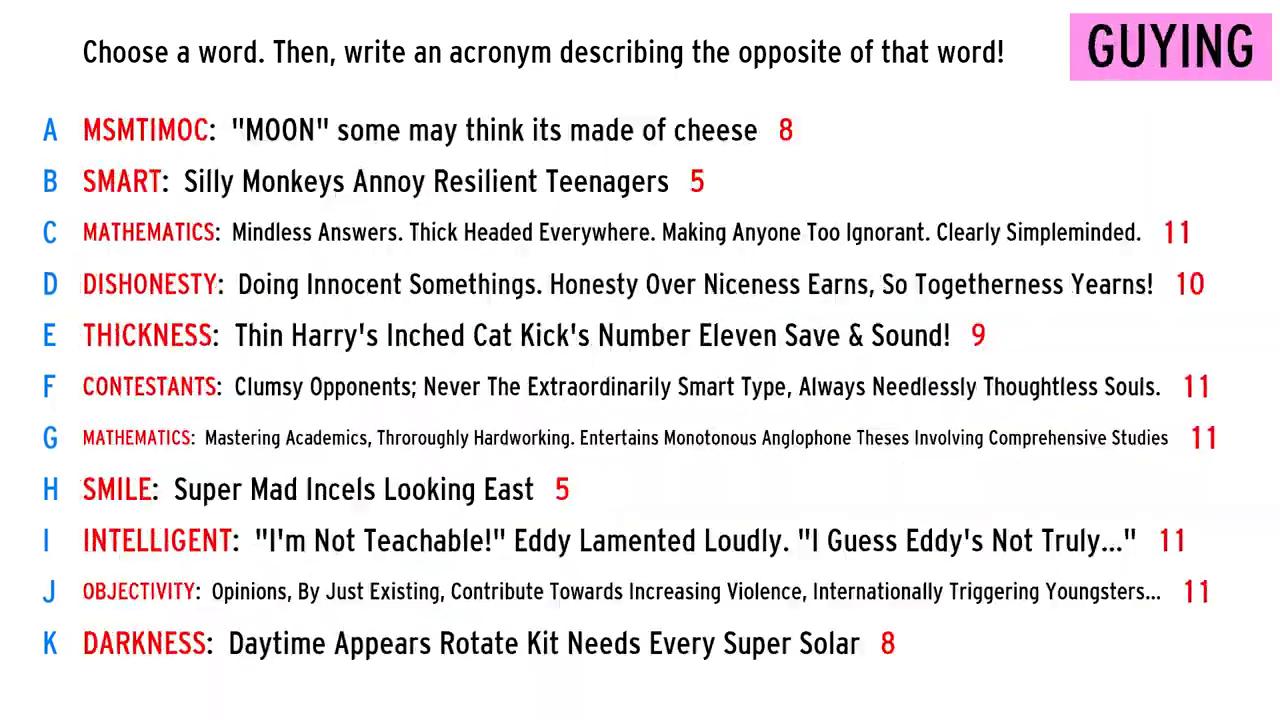 Choose a word. Then, write an acronym describing the opposite of that word!
GUYING
A MSMTIMOC: "MOON" some may think its made of cheese 8
B SMART: Silly Monkeys Annoy Resilient Teenagers 5
C MATHEMATICS: Mindless Answers. Thick Headed Everywhere. Making Anyone Too Ignorant. Clearly Simpleminded. 11
D DISHONESTY: Doing Innocent Somethings. Honesty Over Niceness Earns, So Togetherness Yearns! 10
E THICKNESS: Thin Harry's Inched Cat Kick's Number Eleven Save & Sound! 9
F CONTESTANTS: Clumsy Opponents; Never The Extraordinarily Smart Type, Always Needlessly Thoughtless Souls. 11
G MATHEMATICS: Mastering Academics, Throroughly Hardworking. Entertains Monotonous Anglophone Theses Involving Comprehensive Studies 11
H SMILE: Super Mad Incels Looking East 5
I INTELLIGENT: "I'm Not Teachable!" Eddy Lamented Loudly. "I Guess Eddy's Not Truly..." 11
J OBJECTIVITY: Opinions, By Just Existing, Contribute Towards Increasing Violence, Internationally Triggering Youngsters... 11
K DARKNESS: Daytime Appears Rotate Kit Needs Every Super Solar 8